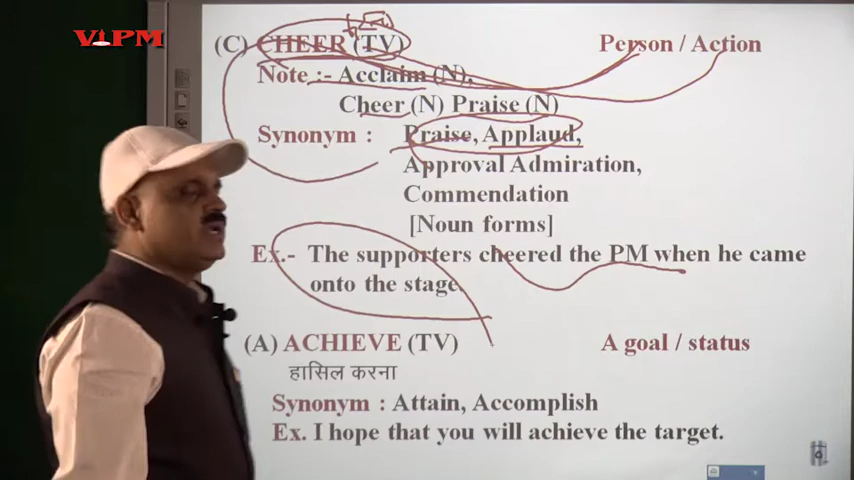 VIPM
(C) CHEER (TV) Person / Action
Note :- Acclaim (N),
Cheer (N) Praise (N)
Synonym : Praise, Applaud,
Approval Admiration,
Commendation
[Noun forms]
Ex.- The supporters cheered the PM when he came
onto the stage
(A) ACHIEVE (TV) A goal / status
हासिल करना
Synonym : Attain, Accomplish
Ex. I hope that you will achieve the target.